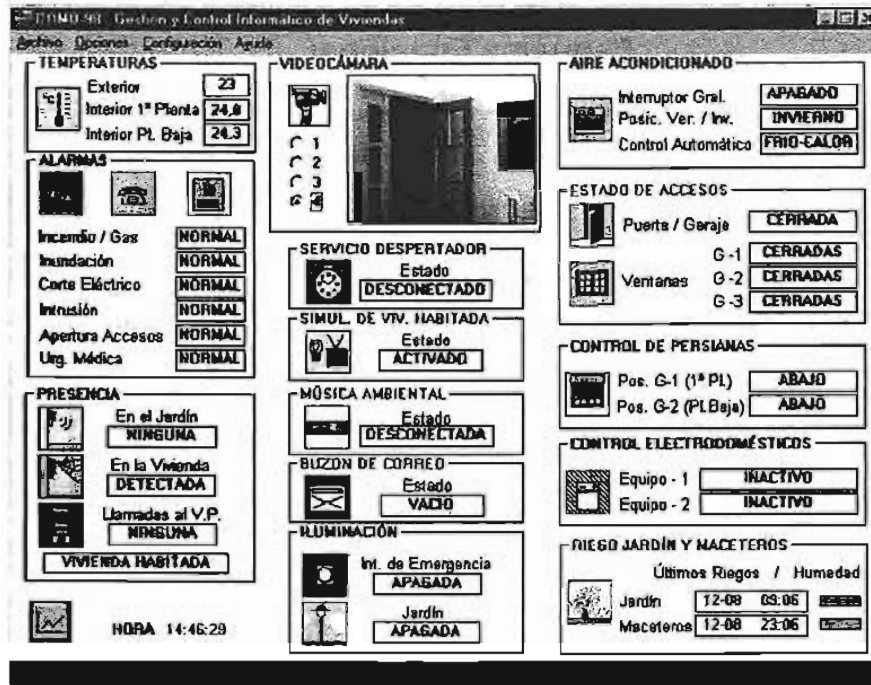 DOMO-98 Gestion y Control Informático de Viviendas
Archivo Opciones Configuración Ayuda
TEMPERATURAS
Exterior 23
Interior 1ª Planta 24,8
Interior Pl. Baja 24,3
ALARMAS
Incendio / Gas NORMAL
Inundación NORMAL
Corte Eléctrico NORMAL
Intrusión NORMAL
Apertura Accesos NORMAL
Urg. Médica NORMAL
PRESENCIA
En el Jardín
NINGUNA
En la Vivienda
DETECTADA
Llamadas al V.P.
NINGUNA
VIVIENDA HABITADA
HORA 14:46:29
VIDEOCÁMARA
1
2
3
SERVICIO DESPERTADOR
Estado
DESCONECTADO
SIMUL. DE VIV. HABITADA
Estado
ACTIVADO
MÚSICA AMBIENTAL
Estado
DESCONECTADA
BUZON DE CORREO
Estado
VACIO
ILUMINACIÓN
Int. de Emergencia
APAGADA
Jardín
APAGADA
AIRE ACONDICIONADO
Interruptor Gral. APAGADO
Posic. Ver. / Inv. INVIERNO
Control Automático FRIO-CALOR
ESTADO DE ACCESOS
Puerta / Garaje CERRADA
G -1 CERRADAS
Ventanas G -2 CERRADAS
G -3 CERRADAS
CONTROL DE PERSIANAS
Pos. G-1 (1ª Pl.) ABAJO
Pos. G-2 (Pl.Baja) ABAJO
CONTROL ELECTRODOMÉSTICOS
Equipo - 1 INACTIVO
Equipo - 2 INACTIVO
RIEGO JARDÍN Y MACETEROS
Últimos Riegos / Humedad
Jardín 12-08 09:06
Maceteros 12-08 23:06